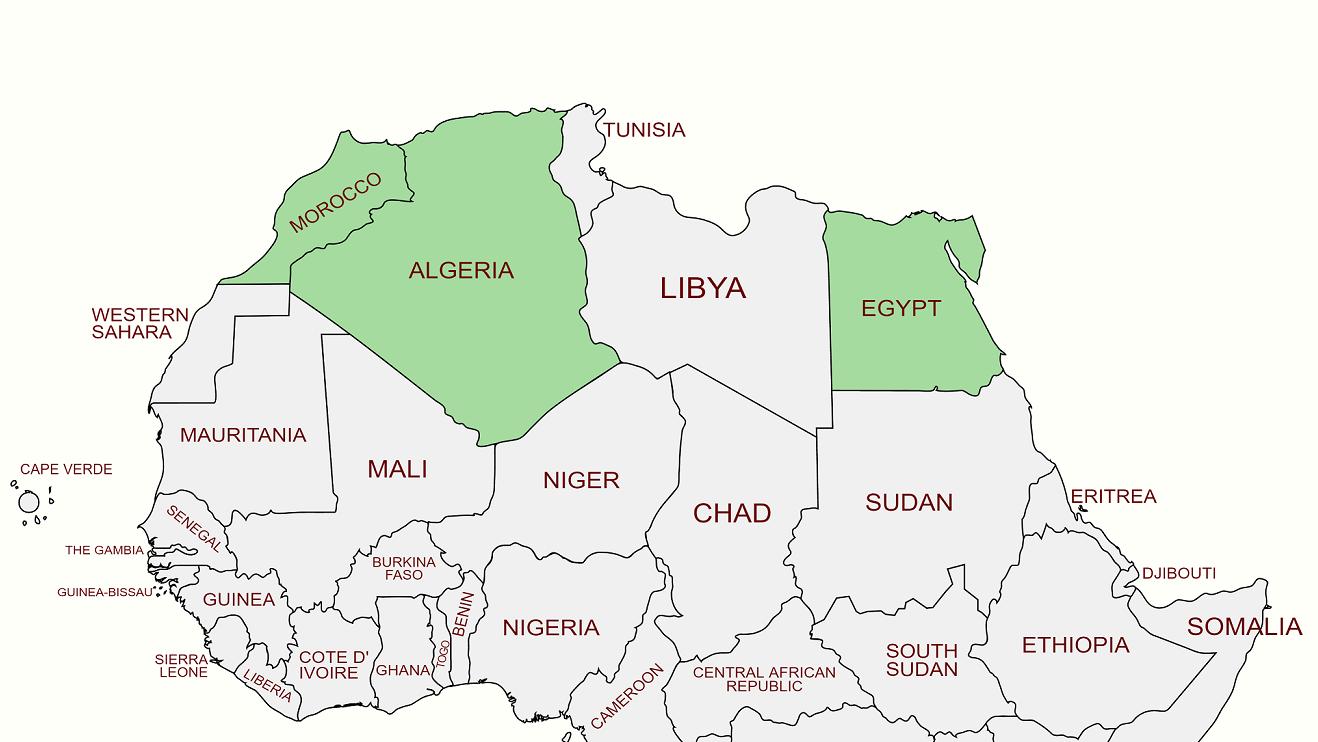 TUNISIA
MOROCCO
ALGERIA
LIBYA
EGYPT
WESTERN
SAHARA
MAURITANIA
MALI
NIGER
CHAD
SUDAN
ERITREA
CAPE VERDE
SENEGAL
THE GAMBIA
GUINEA-BISSAU
GUINEA
BURKINA
FASO
BENIN
TOGO
NIGERIA
DJIBOUTI
SOMALIA
ETHIOPIA
SOUTH
SUDAN
SIERRA
LEONE
LIBERIA
COTE D'
IVOIRE
GHANA
CAMEROON
CENTRAL AFRICAN
REPUBLIC